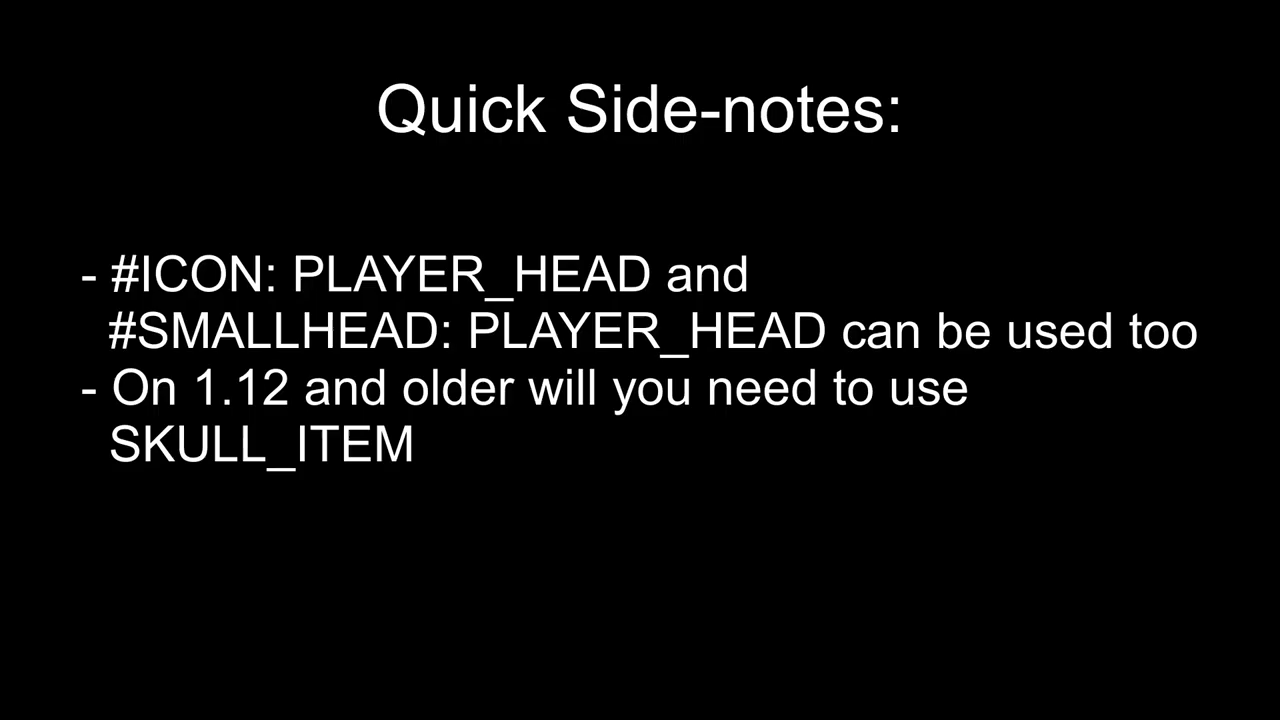 Quick Side-notes:
- #ICON: PLAYER_HEAD and
#SMALLHEAD: PLAYER_HEAD can be used too
- On 1.12 and older will you need to use
SKULL_ITEM